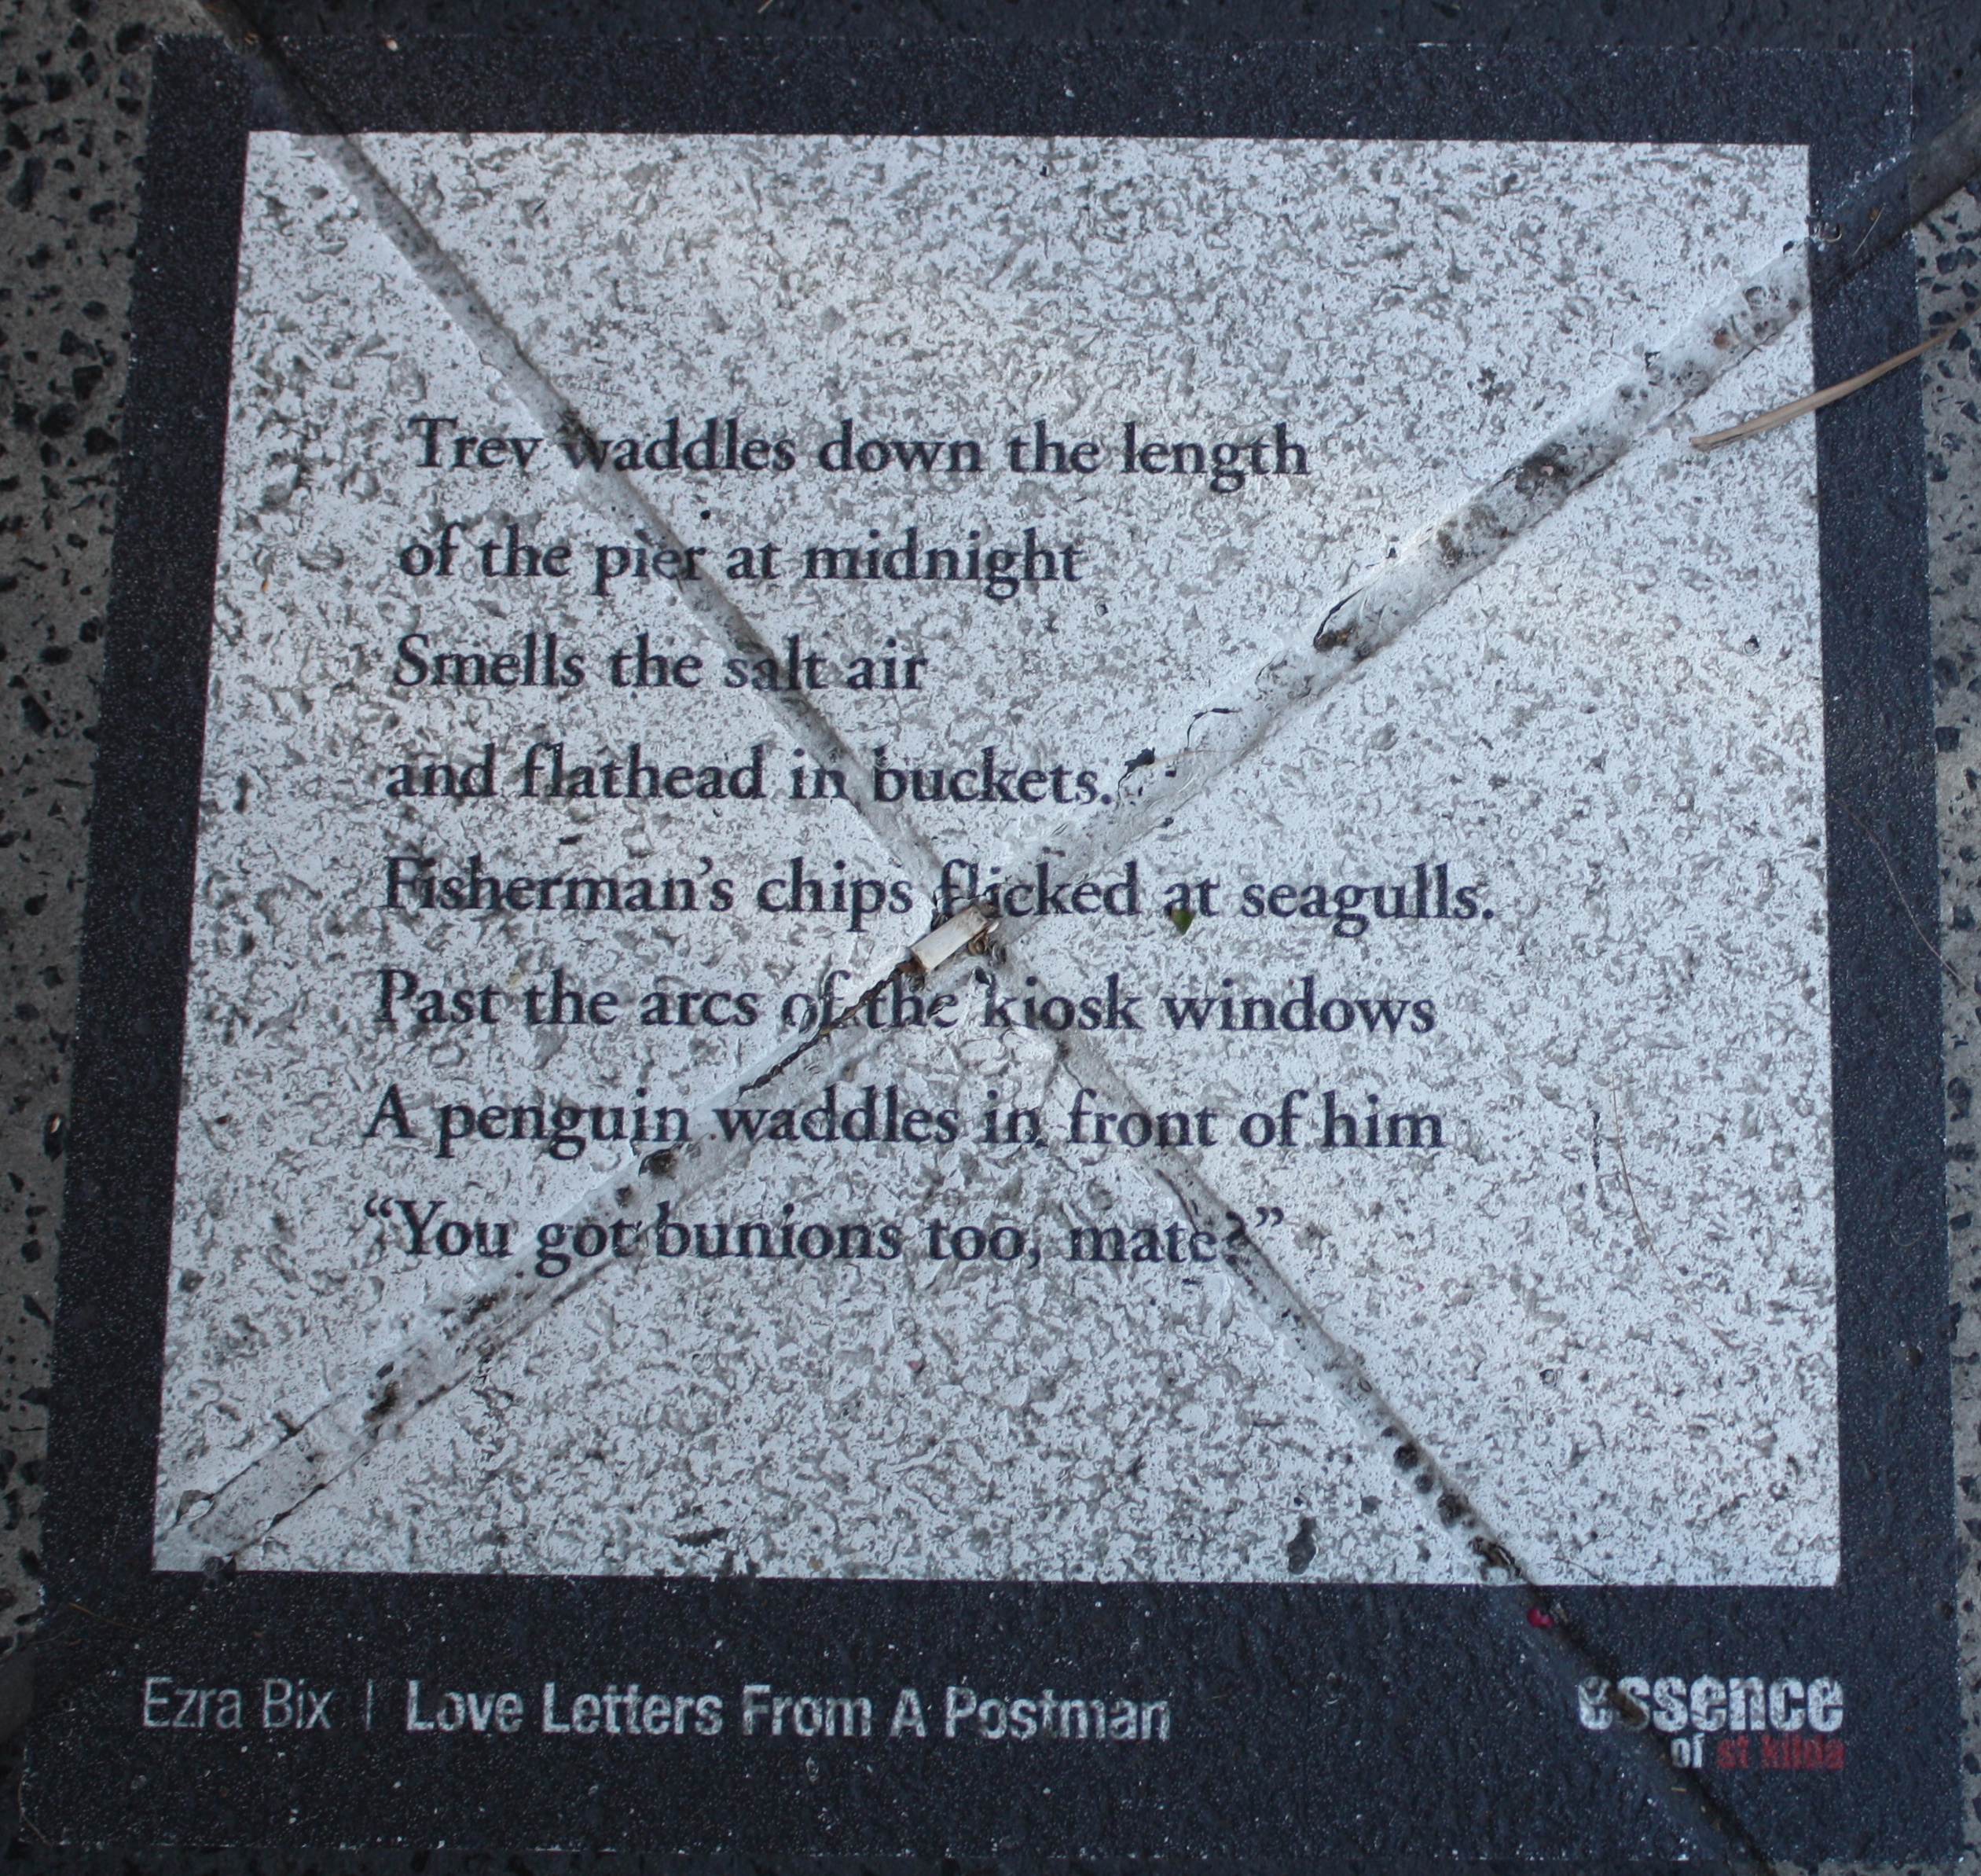 Trev waddles down the length
of the pier at midnight
Smells the salt air
and flathead in buckets.
Fisherman’s chips flicked at seagulls.
Past the arcs of the kiosk windows
A penguin waddles in front of him
“You got bunions too, mate?”
Ezra Bix | Love Letters From A Postman
essence
of st kilda